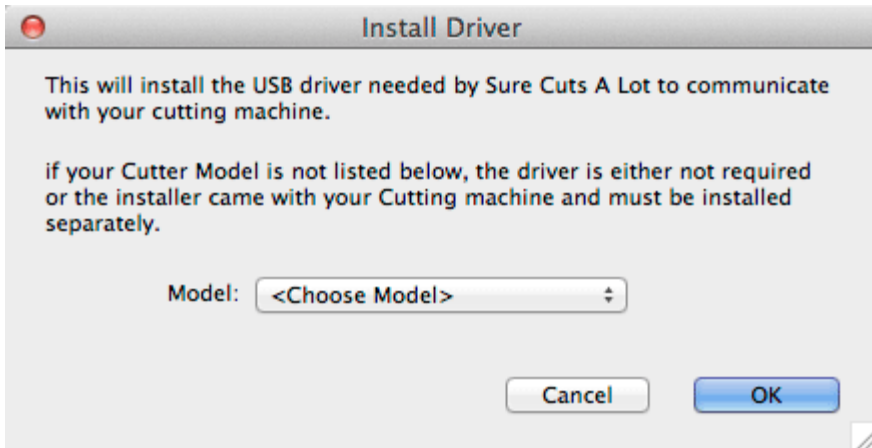 Install Driver
This will install the USB driver needed by Sure Cuts A Lot to communicate
with your cutting machine.
if your Cutter Model is not listed below, the driver is either not required
or the installer came with your Cutting machine and must be installed
separately.
Model: <Choose Model>
Cancel OK